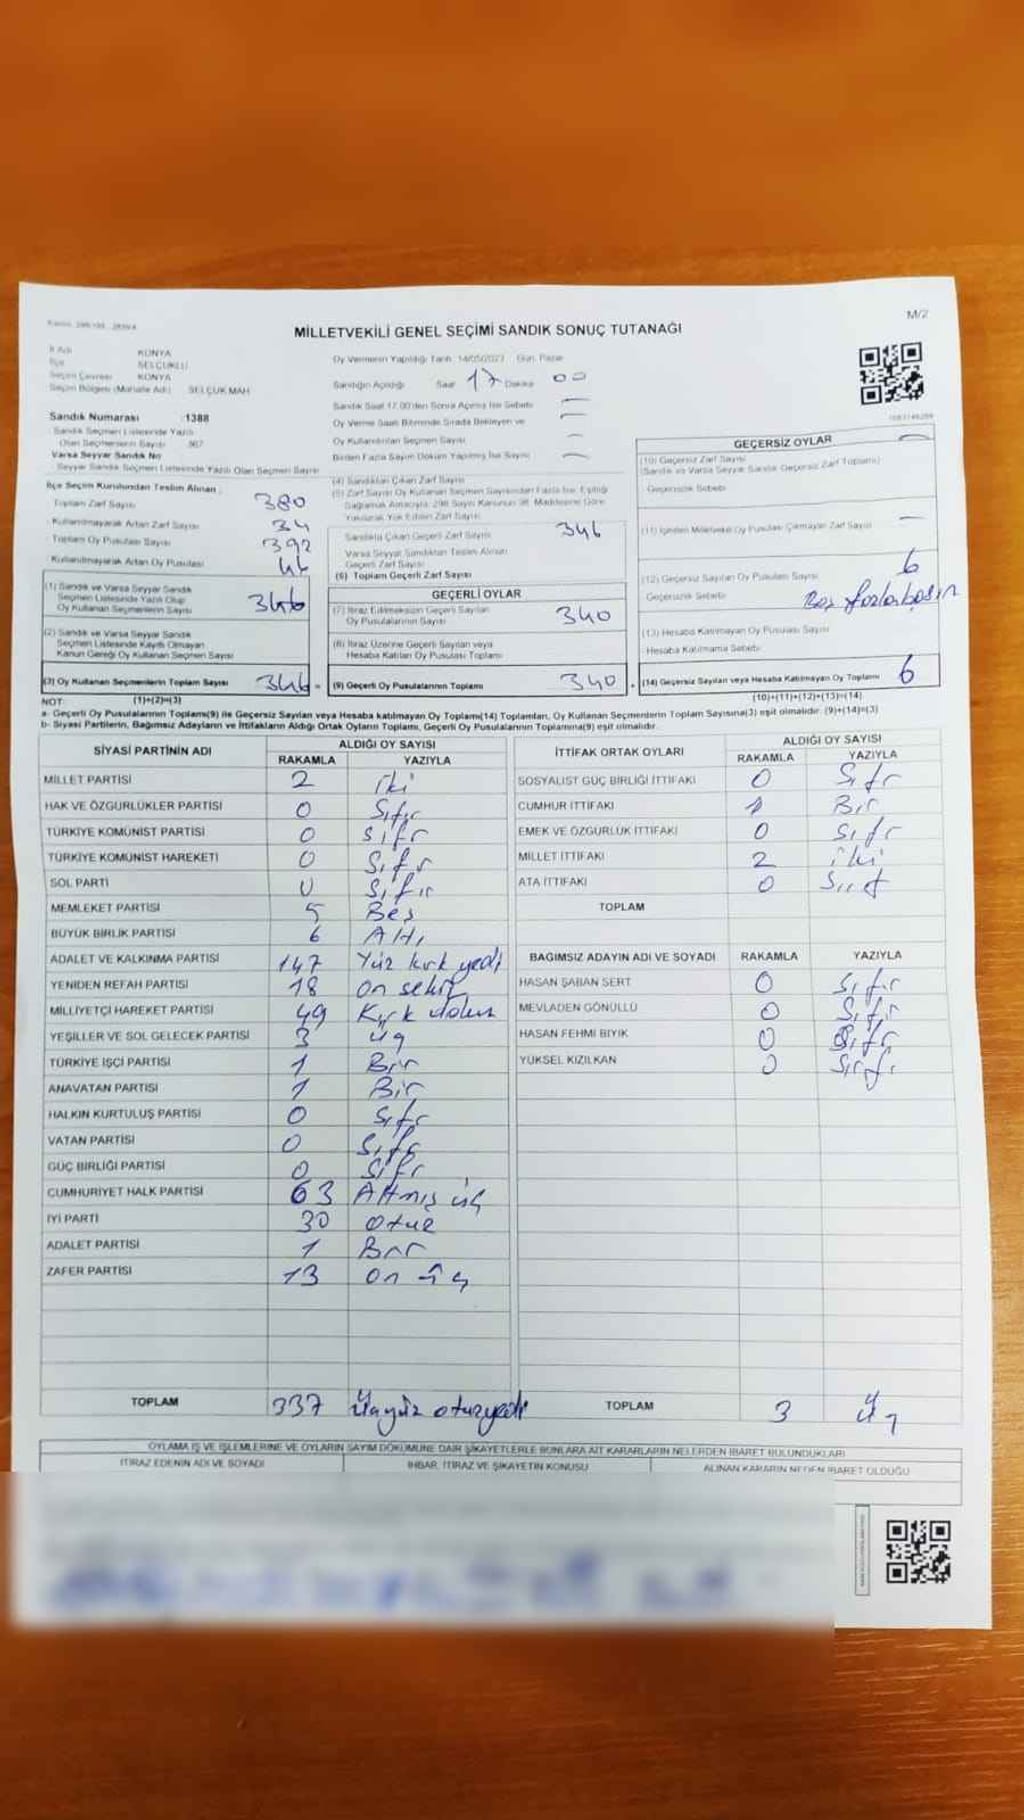 M/2
MİLLETVEKİLİ GENEL SEÇİMİ SANDIK SONUÇ TUTANAĞI
İl Adı KONYA
İlçe SELÇUKLU
Seçim Çevresi KONYA
Seçim Bölgesi (Mahalle Adı) SELÇUK MAH
Oy Vermenin Yapıldığı Tarih 14/05/2023 Gün Pazar
Sandığın Açıldığı Saat 17 Dakika 00
Sandık Saat 17.00'den Sonra Açılmış İse Sebebi
Oy Verme Saati Bitiminde Sırada Bekleyen ve
Oy Kullandırılan Seçmen Sayısı
Birden Fazla Sayım Döküm Yapılmış İse Sayısı
Sandık Numarası 1388
Sandık Seçmen Listesinde Yazılı
Olan Seçmenlerin Sayısı
Varsa Seyyar Sandık No
Seyyar Sandık Seçmen Listesinde Yazılı Olan Seçmen Sayısı
İlçe Seçim Kurulundan Teslim Alınan
Toplam Zarf Sayısı 380
Kullanılmayarak Artan Zarf Sayısı 34
Toplam Oy Pusulası Sayısı 392
Kullanılmayarak Artan Oy Pusulası 46
(1) Sandık ve Varsa Seyyar Sandık
Seçmen Listesinde Yazılı Olup
Oy Kullanan Seçmenlerin Sayısı 346
(2) Sandık ve Varsa Seyyar Sandık
Seçmen Listesinde Kayıtlı Olmayan
Kanun Gereği Oy Kullanan Seçmen Sayısı
(3) Oy Kullanan Seçmenlerin Toplam Sayısı 346
(1)+(2)=(3)
(4) Sandıktan Çıkan Zarf Sayısı
(5) Zarf Sayısı Oy Kullanan Seçmen Sayısından Fazla İse, Eşitliği
Sağlamak Amacıyla, 298 Sayılı Kanunun 98. Maddesine Göre
Yakılarak Yok Edilen Zarf Sayısı
Sandıkta Çıkan Geçerli Zarf Sayısı 346
Varsa Seyyar Sandıktan Teslim Alınan
Geçerli Zarf Sayısı
(6) Toplam Geçerli Zarf Sayısı
GEÇERLİ OYLAR
(7) İtiraz Edilmeksizin Geçerli Sayılan
Oy Pusulalarının Sayısı 340
(8) İtiraz Üzerine Geçerli Sayılan veya
Hesaba Katılan Oy Pusulası Toplamı
(9) Geçerli Oy Pusulalarının Toplamı 340
GEÇERSİZ OYLAR
(10) Geçersiz Zarf Sayısı
(Sandık ve Varsa Seyyar Sandık Geçersiz Zarf Toplamı)
Geçersizlik Sebebi
(11) İçinden Milletvekili Oy Pusulası Çıkmayan Zarf Sayısı
(12) Geçersiz Sayılan Oy Pusulası Sayısı 6
Geçersizlik Sebebi
(13) Hesaba Katılmayan Oy Pusulası Sayısı
Hesaba Katılmama Sebebi
(14) Geçersiz Sayılan veya Hesaba Katılmayan Oy Toplamı 6
(10)+(11)+(12)+(13)=(14)
NOT:
a- Geçerli Oy Pusulalarının Toplamı(9) ile Geçersiz Sayılan veya Hesaba katılmayan Oy Toplamı(14) Toplamları, Oy Kullanan Seçmenlerin Toplam Sayısına(3) eşit olmalıdır. (9)+(14)=(3)
b- Siyasi Partilerin, Bağımsız Adayların ve İttifakların Aldığı Ortak Oyların Toplamı, Geçerli Oy Pusulalarının Toplamına(9) eşit olmalıdır.
SİYASİ PARTİNİN ADI ALDIĞI OY SAYISI
RAKAMLA YAZIYLA
MİLLET PARTİSİ 2 iki
HAK VE ÖZGÜRLÜKLER PARTİSİ 0 Sıfır
TÜRKİYE KOMÜNİST PARTİSİ 0 sıfır
TÜRKİYE KOMÜNİST HAREKETİ 0 Sıfır
SOL PARTİ 0 Sıfır
MEMLEKET PARTİSİ 5 Beş
BÜYÜK BİRLİK PARTİSİ 6 Altı
ADALET VE KALKINMA PARTİSİ 147 Yüz kırk yedi
YENİDEN REFAH PARTİSİ 18 on sekiz
MİLLİYETÇİ HAREKET PARTİSİ 49 Kırk dokuz
YEŞİLLER VE SOL GELECEK PARTİSİ 3 üç
TÜRKİYE İŞÇİ PARTİSİ 1 Bir
ANAVATAN PARTİSİ 1 Bir
HALKIN KURTULUŞ PARTİSİ 0 Sıfır
VATAN PARTİSİ 0 Sıfır
GÜÇ BİRLİĞİ PARTİSİ 0 Sıfır
CUMHURİYET HALK PARTİSİ 63 Altmış üç
İYİ PARTİ 30 otuz
ADALET PARTİSİ 1 Bir
ZAFER PARTİSİ 13 on üç
TOPLAM 337 Üçyüz otuzyedi
İTTİFAK ORTAK OYLARI ALDIĞI OY SAYISI
RAKAMLA YAZIYLA
SOSYALİST GÜÇ BİRLİĞİ İTTİFAKI 0 Sıfır
CUMHUR İTTİFAKI 1 Bir
EMEK VE ÖZGÜRLÜK İTTİFAKI 0 Sıfır
MİLLET İTTİFAKI 2 iki
ATA İTTİFAKI 0
TOPLAM
BAĞIMSIZ ADAYIN ADI VE SOYADI RAKAMLA YAZIYLA
HASAN ŞABAN SERT 0 Sıfır
MEVLADEN GÖNÜLLÜ 0 Sıfır
HASAN FEHMİ BIYIK 0 Sıfır
YÜKSEL KIZILKAN 0 Sıfır
TOPLAM 3 Üç
OYLAMA İŞ VE İŞLEMLERİNE VE OYLARIN SAYIM DÖKÜMÜNE DAİR ŞİKAYETLERLE BUNLARA AİT KARARLARIN NELERDEN İBARET BULUNDUKLARI
İTİRAZ EDENİN ADI VE SOYADI İHBAR, İTİRAZ VE ŞİKAYETİN KONUSU ALINAN KARARIN NEDEN İBARET OLDUĞU